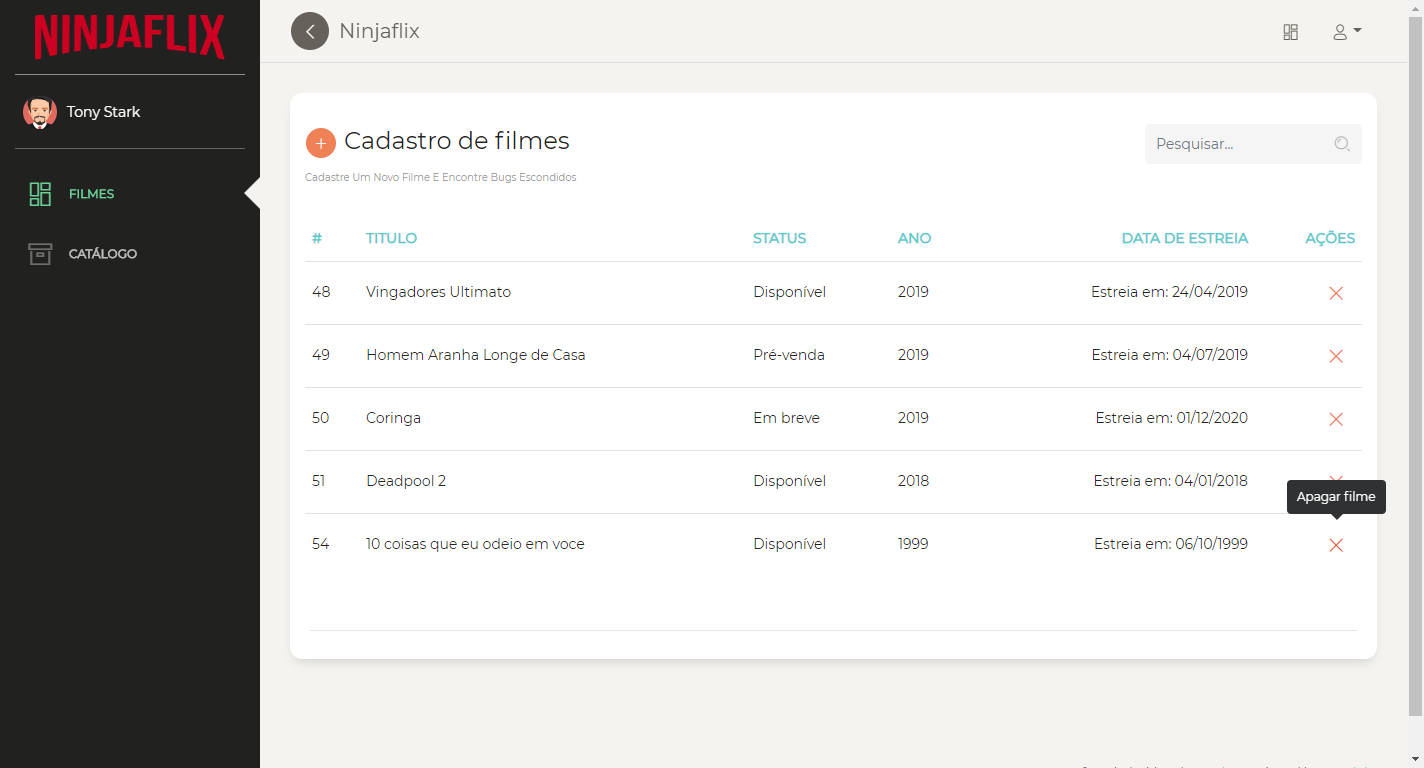 NINJAFLIX
Ninjaflix
Tony Stark
FILMES
CATÁLOGO
+ Cadastro de filmes
Pesquisar...
Cadastre Um Novo Filme E Encontre Bugs Escondidos
# TITULO STATUS ANO DATA DE ESTREIA AÇÕES
48 Vingadores Ultimato Disponível 2019 Estreia em: 24/04/2019
49 Homem Aranha Longe de Casa Pré-venda 2019 Estreia em: 04/07/2019
50 Coringa Em breve 2019 Estreia em: 01/12/2020
51 Deadpool 2 Disponível 2018 Estreia em: 04/01/2018
Apagar filme
54 10 coisas que eu odeio em voce Disponível 1999 Estreia em: 06/10/1999